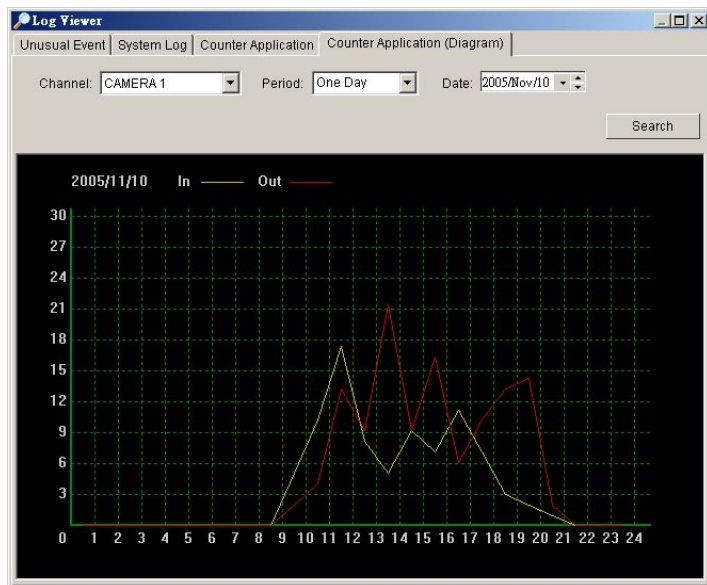 Log Viewer
Unusual Event System Log Counter Application Counter Application (Diagram)
Channel: CAMERA 1 Period: One Day Date: 2005/Nov/10
Search
2005/11/10 In Out
30
27
24
21
18
15
12
9
6
3
0 1 2 3 4 5 6 7 8 9 10 11 12 13 14 15 16 17 18 19 20 21 22 23 24